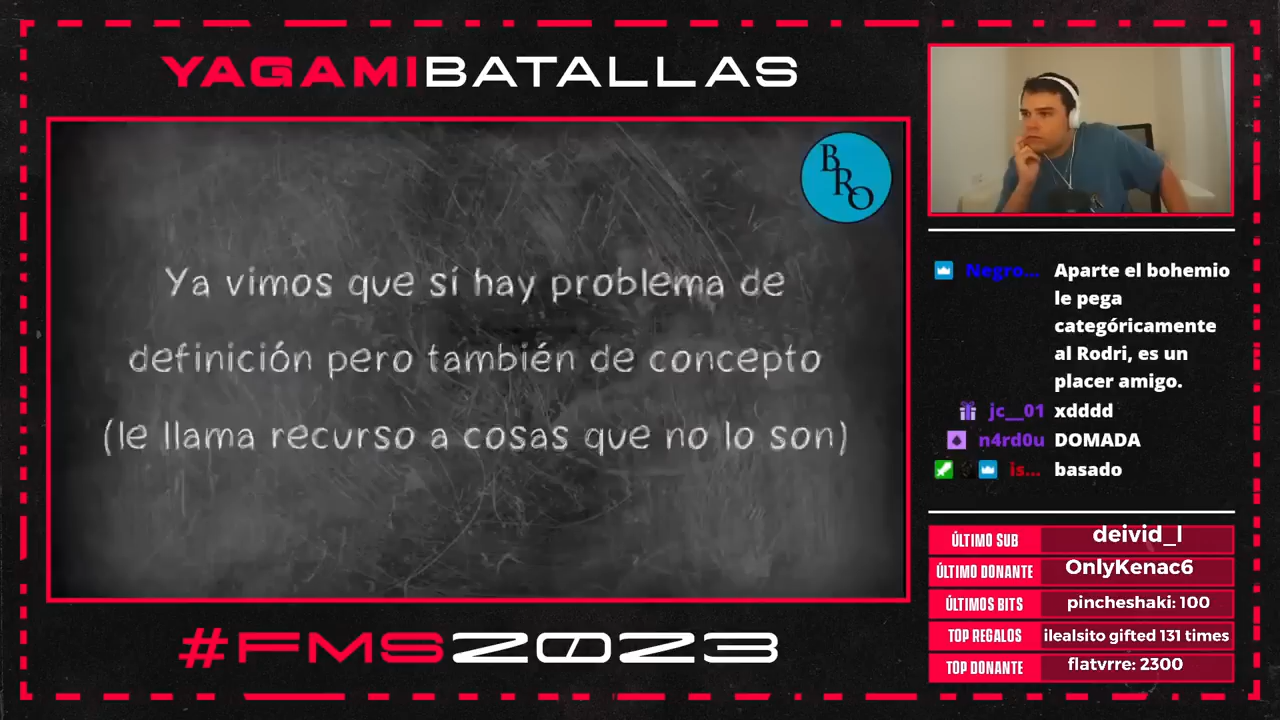 YAGAMIBATALLAS
BRO
Ya vimos que sí hay problema de
definición pero también de concepto
(le llama recurso a cosas que no lo son)
#FMS2023
Negro... Aparte el bohemio
le pega
categóricamente
al Rodri, es un
placer amigo.
jc__01 xdddd
n4rd0u DOMADA
is... basado
ÚLTIMO SUB deivid_l
ÚLTIMO DONANTE OnlyKenac6
ÚLTIMOS BITS pincheshaki: 100
TOP REGALOS ilealsito gifted 131 times
TOP DONANTE flatvrre: 2300